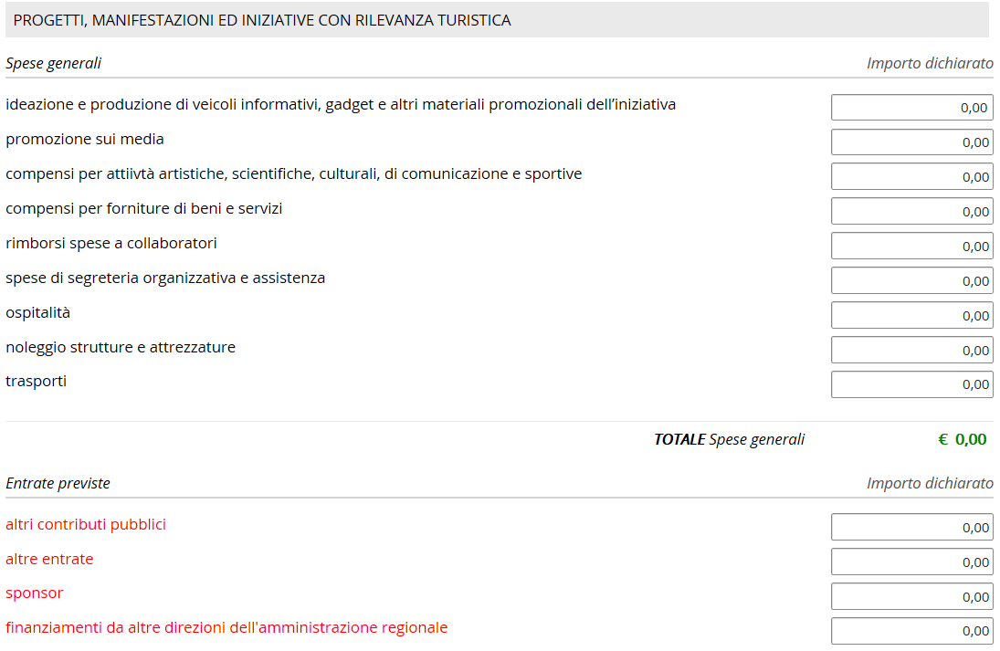 PROGETTI, MANIFESTAZIONI ED INIZIATIVE CON RILEVANZA TURISTICA
Spese generali Importo dichiarato
ideazione e produzione di veicoli informativi, gadget e altri materiali promozionali dell’iniziativa 0,00
promozione sui media 0,00
compensi per attiivtà artistiche, scientifiche, culturali, di comunicazione e sportive 0,00
compensi per forniture di beni e servizi 0,00
rimborsi spese a collaboratori 0,00
spese di segreteria organizzativa e assistenza 0,00
ospitalità 0,00
noleggio strutture e attrezzature 0,00
trasporti 0,00
TOTALE Spese generali € 0,00
Entrate previste Importo dichiarato
altri contributi pubblici 0,00
altre entrate 0,00
sponsor 0,00
finanziamenti da altre direzioni dell'amministrazione regionale 0,00